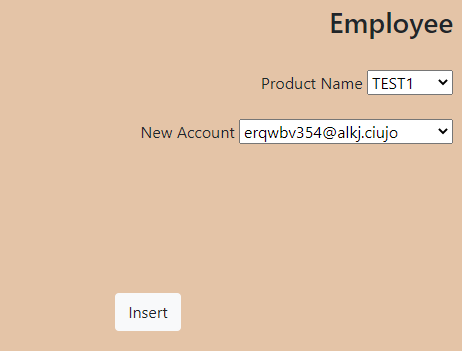 Employee
Product Name TEST1
New Account erqwbv354@alkj.ciujo
Insert